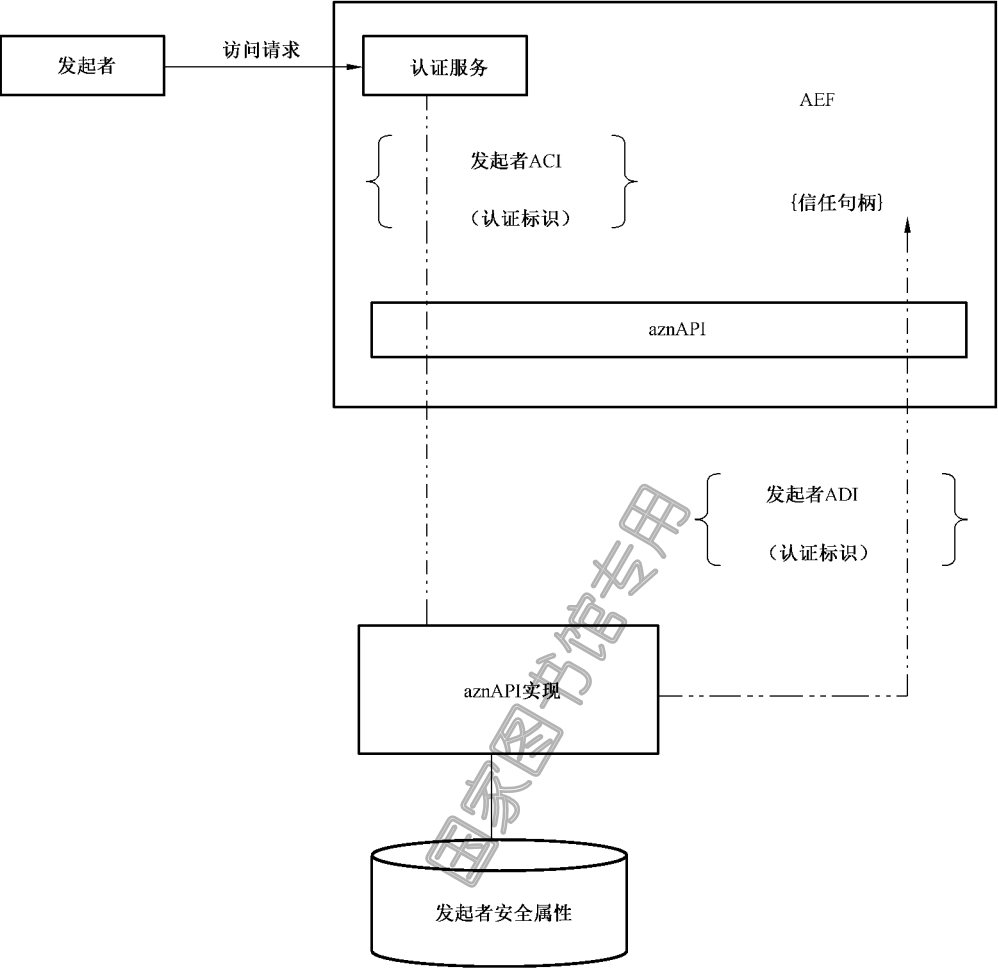 访问请求
发起者
认证服务
AEF
发起者ACI
{信任句柄}
(认证标识)
aznAPI
发起者ADI
(认证标识)
aznAPI实现
国家图书馆专用
发起者安全属性